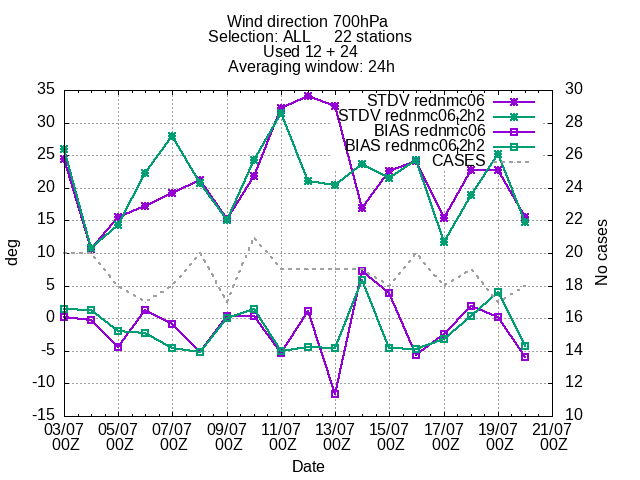 Wind direction 700hPa
Selection: ALL 22 stations
Used 12 + 24
Averaging window: 24h
STDV rednmc06
STDV rednmc06t2h2
BIAS rednmc06
BIAS rednmc06t2h2
CASES
35
30
25
20
15
10
5
0
-5
-10
-15
deg
30
28
26
24
22
20
18
16
14
12
10
No cases
03/07 05/07 07/07 09/07 11/07 13/07 15/07 17/07 19/07 21/07
00Z 00Z 00Z 00Z 00Z 00Z 00Z 00Z 00Z 00Z
Date